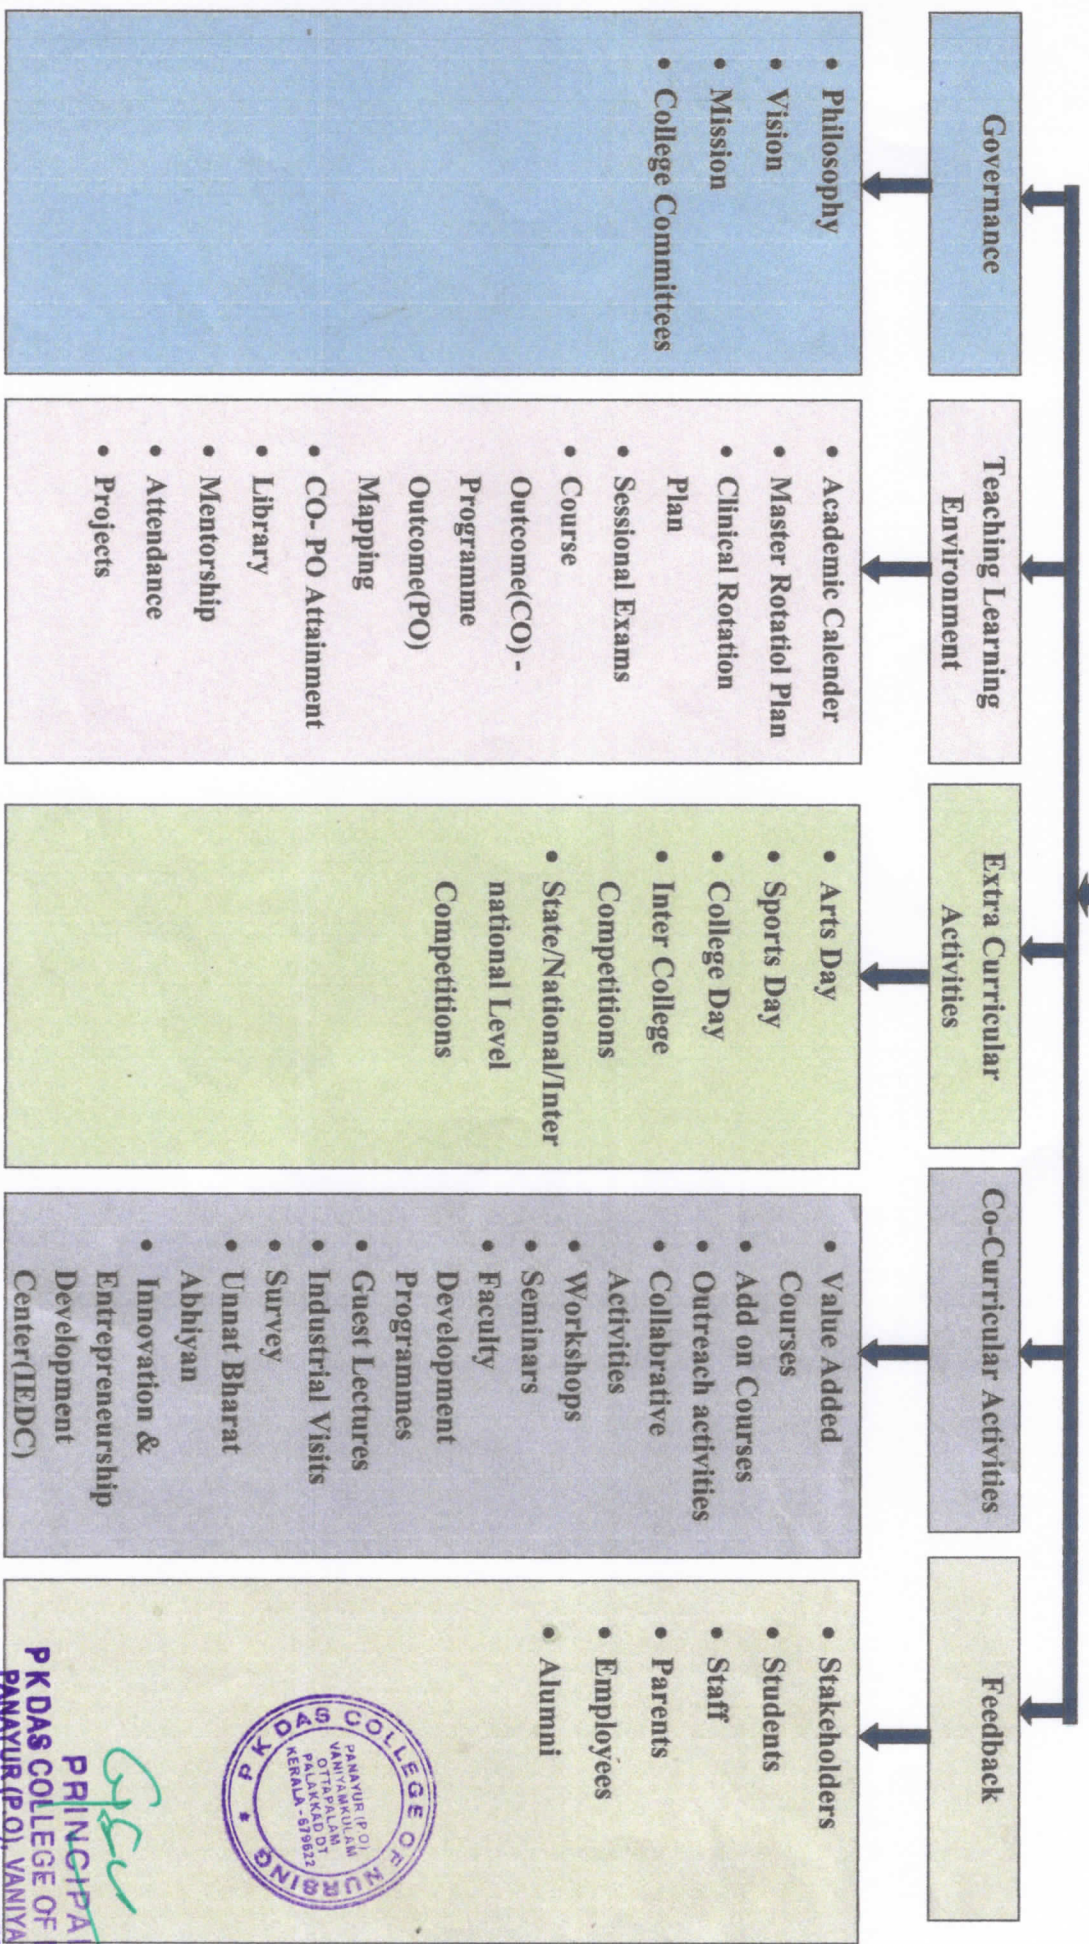 Governance
Philosophy
Vision
Mission
College Committees
Teaching Learning
Environment
Academic Calender
Master Rotatiol Plan
Clinical Rotation
Plan
Sessional Exams
Course
Outcome(CO) -
Programme
Outcome(PO)
Mapping
CO- PO Attainment
Library
Mentorship
Attendance
Projects
Extra Curricular
Activities
Arts Day
Sports Day
College Day
Inter College
Competitions
State/National/Inter
national Level
Competitions
Co-Curricular Activities
Value Added
Courses
Add on Courses
Outreach activities
Collabrative
Activities
Workshops
Seminars
Faculty
Development
Programmes
Guest Lectures
Industrial Visits
Survey
Unnat Bharat
Abhiyan
Innovation &
Entrepreneurship
Development
Center(IEDC)
Feedback
Stakeholders
Students
Staff
Parents
Employees
Alumni
P K DAS COLLEGE OF NURSING *
PANAYUR (P.O)
VANIYAMKULAM
OTTAPALAM
PALAKKAD DT
KERALA - 679522
PRINCIPAL
P K DAS COLLEGE OF
PANAYUR (P.O), VANIYA